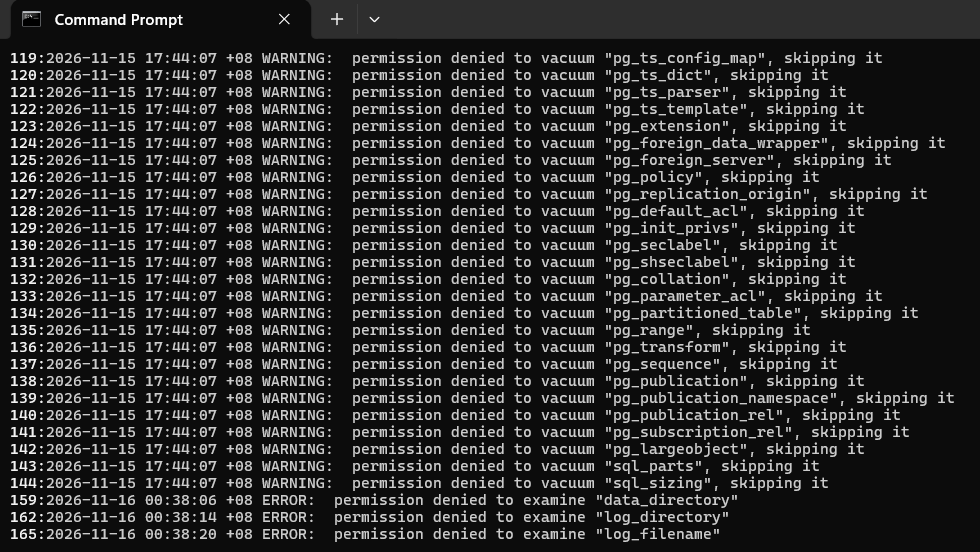 Command Prompt
119:2026-11-15 17:44:07 +08 WARNING:  permission denied to vacuum "pg_ts_config_map", skipping it
120:2026-11-15 17:44:07 +08 WARNING:  permission denied to vacuum "pg_ts_dict", skipping it
121:2026-11-15 17:44:07 +08 WARNING:  permission denied to vacuum "pg_ts_parser", skipping it
122:2026-11-15 17:44:07 +08 WARNING:  permission denied to vacuum "pg_ts_template", skipping it
123:2026-11-15 17:44:07 +08 WARNING:  permission denied to vacuum "pg_extension", skipping it
124:2026-11-15 17:44:07 +08 WARNING:  permission denied to vacuum "pg_foreign_data_wrapper", skipping it
125:2026-11-15 17:44:07 +08 WARNING:  permission denied to vacuum "pg_foreign_server", skipping it
126:2026-11-15 17:44:07 +08 WARNING:  permission denied to vacuum "pg_policy", skipping it
127:2026-11-15 17:44:07 +08 WARNING:  permission denied to vacuum "pg_replication_origin", skipping it
128:2026-11-15 17:44:07 +08 WARNING:  permission denied to vacuum "pg_default_acl", skipping it
129:2026-11-15 17:44:07 +08 WARNING:  permission denied to vacuum "pg_init_privs", skipping it
130:2026-11-15 17:44:07 +08 WARNING:  permission denied to vacuum "pg_seclabel", skipping it
131:2026-11-15 17:44:07 +08 WARNING:  permission denied to vacuum "pg_shseclabel", skipping it
132:2026-11-15 17:44:07 +08 WARNING:  permission denied to vacuum "pg_collation", skipping it
133:2026-11-15 17:44:07 +08 WARNING:  permission denied to vacuum "pg_parameter_acl", skipping it
134:2026-11-15 17:44:07 +08 WARNING:  permission denied to vacuum "pg_partitioned_table", skipping it
135:2026-11-15 17:44:07 +08 WARNING:  permission denied to vacuum "pg_range", skipping it
136:2026-11-15 17:44:07 +08 WARNING:  permission denied to vacuum "pg_transform", skipping it
137:2026-11-15 17:44:07 +08 WARNING:  permission denied to vacuum "pg_sequence", skipping it
138:2026-11-15 17:44:07 +08 WARNING:  permission denied to vacuum "pg_publication", skipping it
139:2026-11-15 17:44:07 +08 WARNING:  permission denied to vacuum "pg_publication_namespace", skipping it
140:2026-11-15 17:44:07 +08 WARNING:  permission denied to vacuum "pg_publication_rel", skipping it
141:2026-11-15 17:44:07 +08 WARNING:  permission denied to vacuum "pg_subscription_rel", skipping it
142:2026-11-15 17:44:07 +08 WARNING:  permission denied to vacuum "pg_largeobject", skipping it
143:2026-11-15 17:44:07 +08 WARNING:  permission denied to vacuum "sql_parts", skipping it
144:2026-11-15 17:44:07 +08 WARNING:  permission denied to vacuum "sql_sizing", skipping it
159:2026-11-16 00:38:06 +08 ERROR:  permission denied to examine "data_directory"
162:2026-11-16 00:38:14 +08 ERROR:  permission denied to examine "log_directory"
165:2026-11-16 00:38:20 +08 ERROR:  permission denied to examine "log_filename"